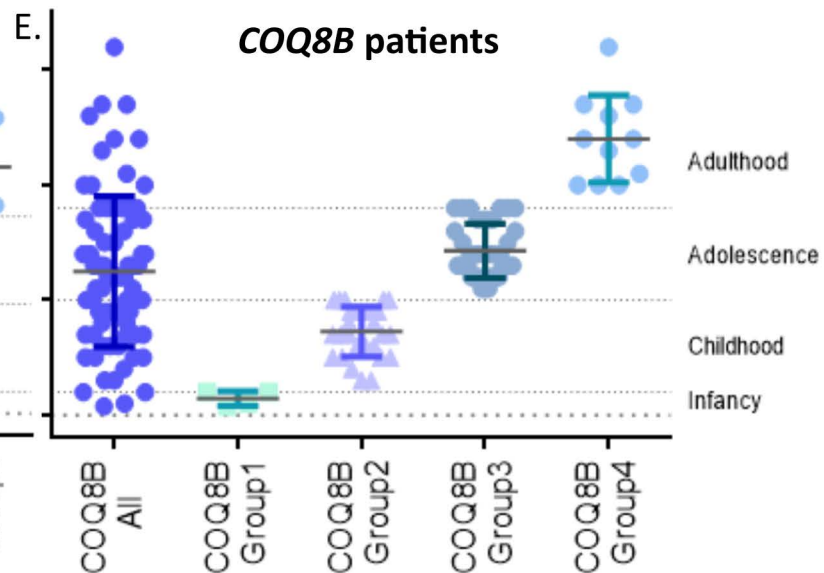 E.
COQ8B patients
Adulthood
Adolescence
Childhood
Infancy
COQ8B
All
COQ8B
Group1
COQ8B
Group2
COQ8B
Group3
COQ8B
Group4